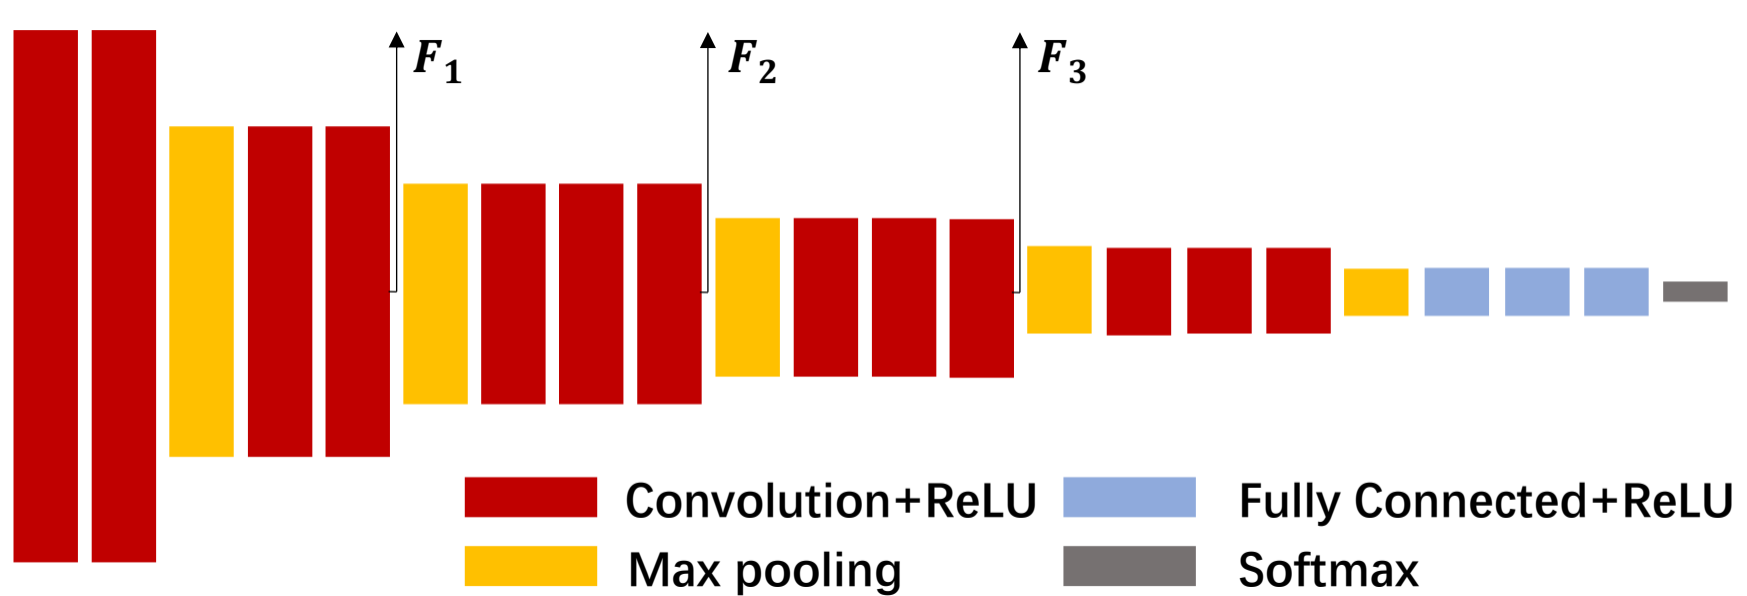 F1
F2
F3
Convolution+ReLU
Fully Connected+ReLU
Max pooling
Softmax